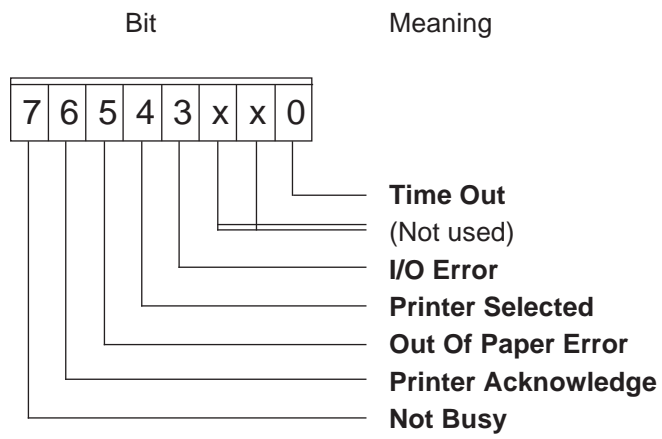 Bit Meaning
7 6 5 4 3 x x 0
Time Out
(Not used)
I/O Error
Printer Selected
Out Of Paper Error
Printer Acknowledge
Not Busy